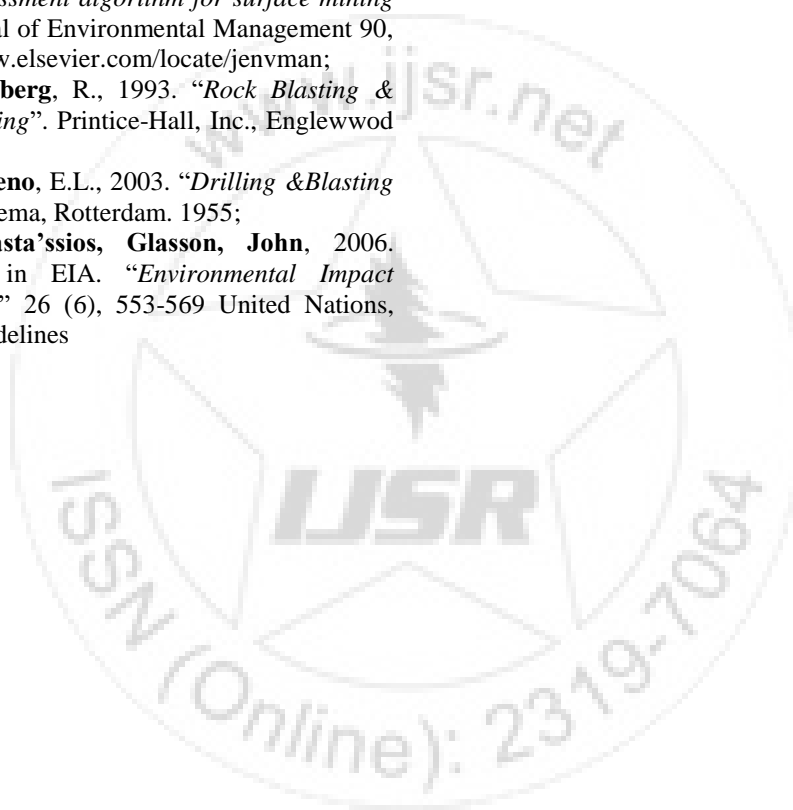 ssment algorithm for surface mining
al of Environmental Management 90,
w.elsevier.com/locate/jenvman;
berg, R., 1993. “Rock Blasting &
ing”. Printice-Hall, Inc., Englewwod
eno, E.L., 2003. “Drilling &Blasting
ema, Rotterdam. 1955;
asta’ssios, Glasson, John, 2006.
in EIA. “Environmental Impact
” 26 (6), 553-569 United Nations,
delines
www.ijsr.net
IJSR
ISSN (Online): 2319-7064